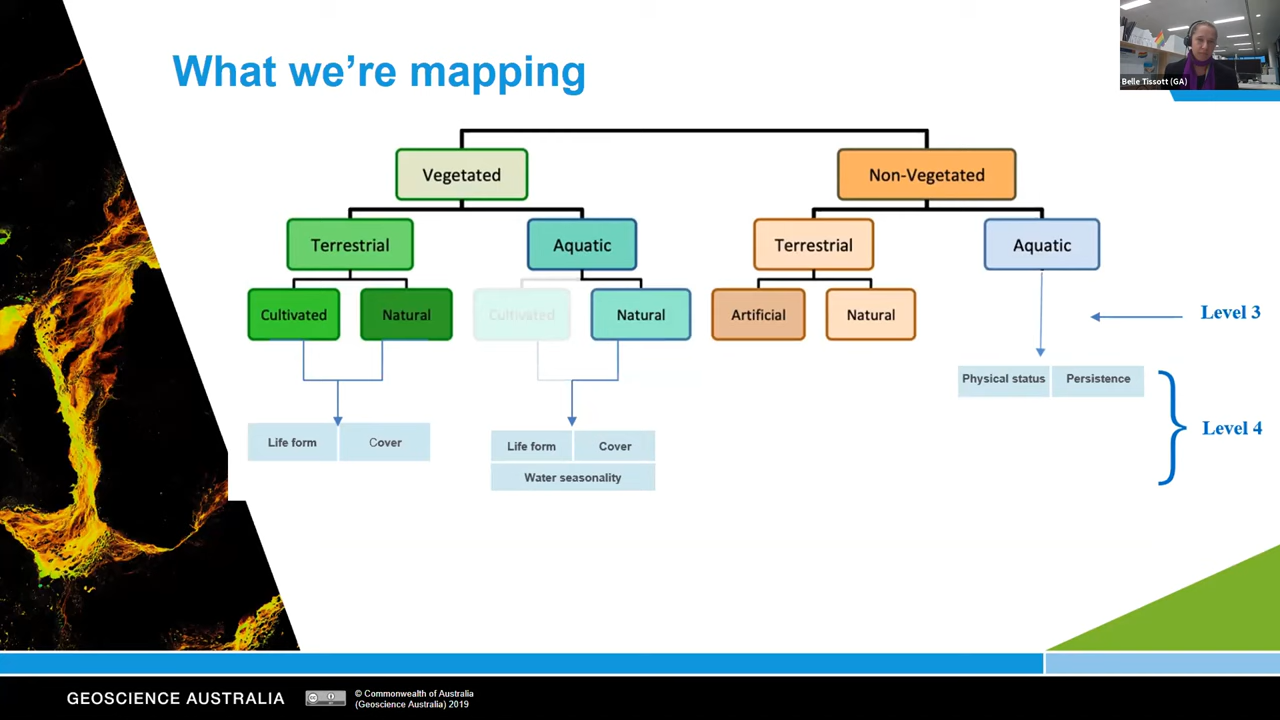 What we're mapping
Belle Tissott (GA)
Vegetated
Non-Vegetated
Terrestrial
Aquatic
Terrestrial
Aquatic
Cultivated
Natural
Cultivated
Natural
Artificial
Natural
Level 3
Physical status
Persistence
Life form
Cover
Life form
Cover
Water seasonality
Level 4
GEOSCIENCE AUSTRALIA
© Commonwealth of Australia
(Geoscience Australia) 2019